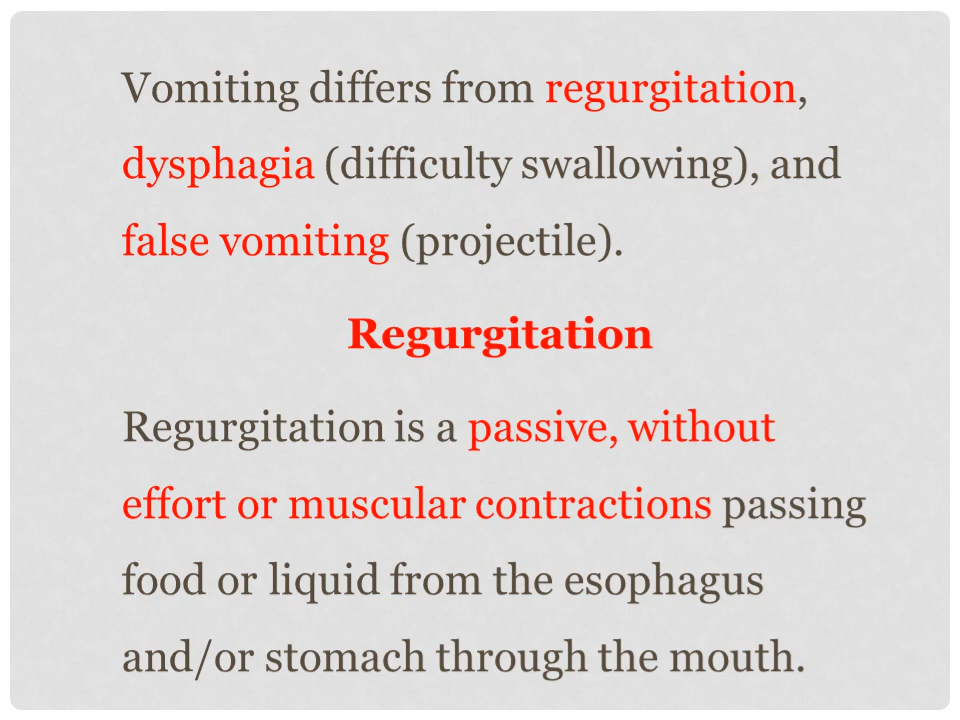 Vomiting differs from regurgitation,
dysphagia (difficulty swallowing), and
false vomiting (projectile).
Regurgitation
Regurgitation is a passive, without
effort or muscular contractions passing
food or liquid from the esophagus
and/or stomach through the mouth.